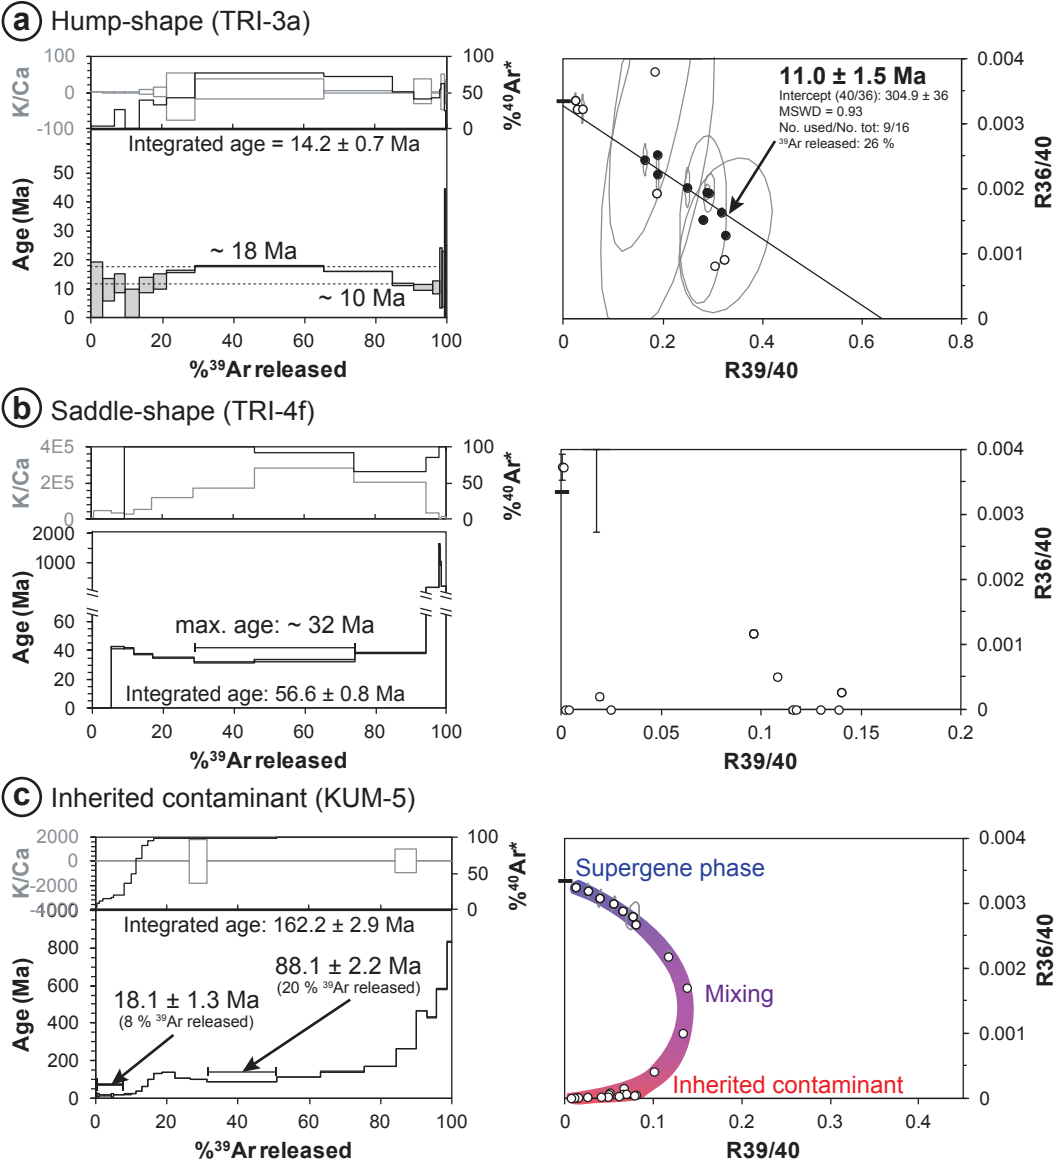 a Hump-shape (TRI-3a)
K/Ca
100
0
-100
100
50
0
%⁴⁰Ar*
Integrated age = 14.2 ± 0.7 Ma
Age (Ma)
50
40
30
20
10
0
~ 18 Ma
~ 10 Ma
0 20 40 60 80 100
%³⁹Ar released
11.0 ± 1.5 Ma
Intercept (40/36): 304.9 ± 36
MSWD = 0.93
No. used/No. tot: 9/16
³⁹Ar released: 26 %
0.004
0.003
0.002
0.001
0
R36/40
0 0.2 0.4 0.6 0.8
R39/40
b Saddle-shape (TRI-4f)
K/Ca
4E5
2E5
0
100
50
0
%⁴⁰Ar*
Age (Ma)
2000
1000
60
40
20
0
max. age: ~ 32 Ma
Integrated age: 56.6 ± 0.8 Ma
0 20 40 60 80 100
%³⁹Ar released
0.004
0.003
0.002
0.001
0
R36/40
0 0.05 0.1 0.15 0.2
R39/40
c Inherited contaminant (KUM-5)
K/Ca
2000
0
-2000
-4000
100
50
0
%⁴⁰Ar*
Integrated age: 162.2 ± 2.9 Ma
Age (Ma)
1000
800
600
400
200
0
88.1 ± 2.2 Ma
(20 % ³⁹Ar released)
18.1 ± 1.3 Ma
(8 % ³⁹Ar released)
0 20 40 60 80 100
%³⁹Ar released
Supergene phase
Mixing
Inherited contaminant
0.004
0.003
0.002
0.001
0
R36/40
0 0.1 0.2 0.3 0.4
R39/40